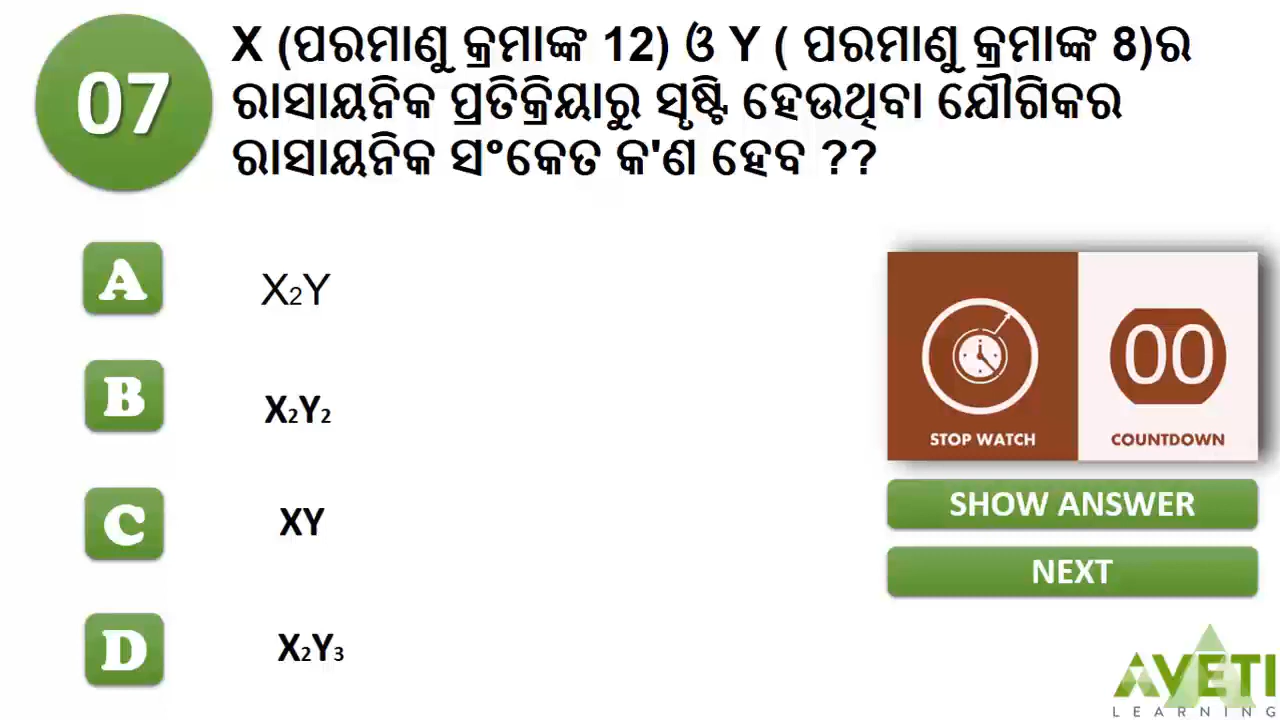 07
X (ପରମାଣୁ କ୍ରମାଙ୍କ 12) ଓ Y ( ପରମାଣୁ କ୍ରମାଙ୍କ 8)ର
ରାସାୟନିକ ପ୍ରତିକ୍ରିୟାରୁ ସୃଷ୍ଟି ହେଉଥିବା ଯୌଗିକର
ରାସାୟନିକ ସଂକେତ କ'ଣ ହେବ ??
A X₂Y
B X₂Y₂
C XY
D X₂Y₃
00
STOP WATCH COUNTDOWN
SHOW ANSWER
NEXT
AVETI
LEARNING